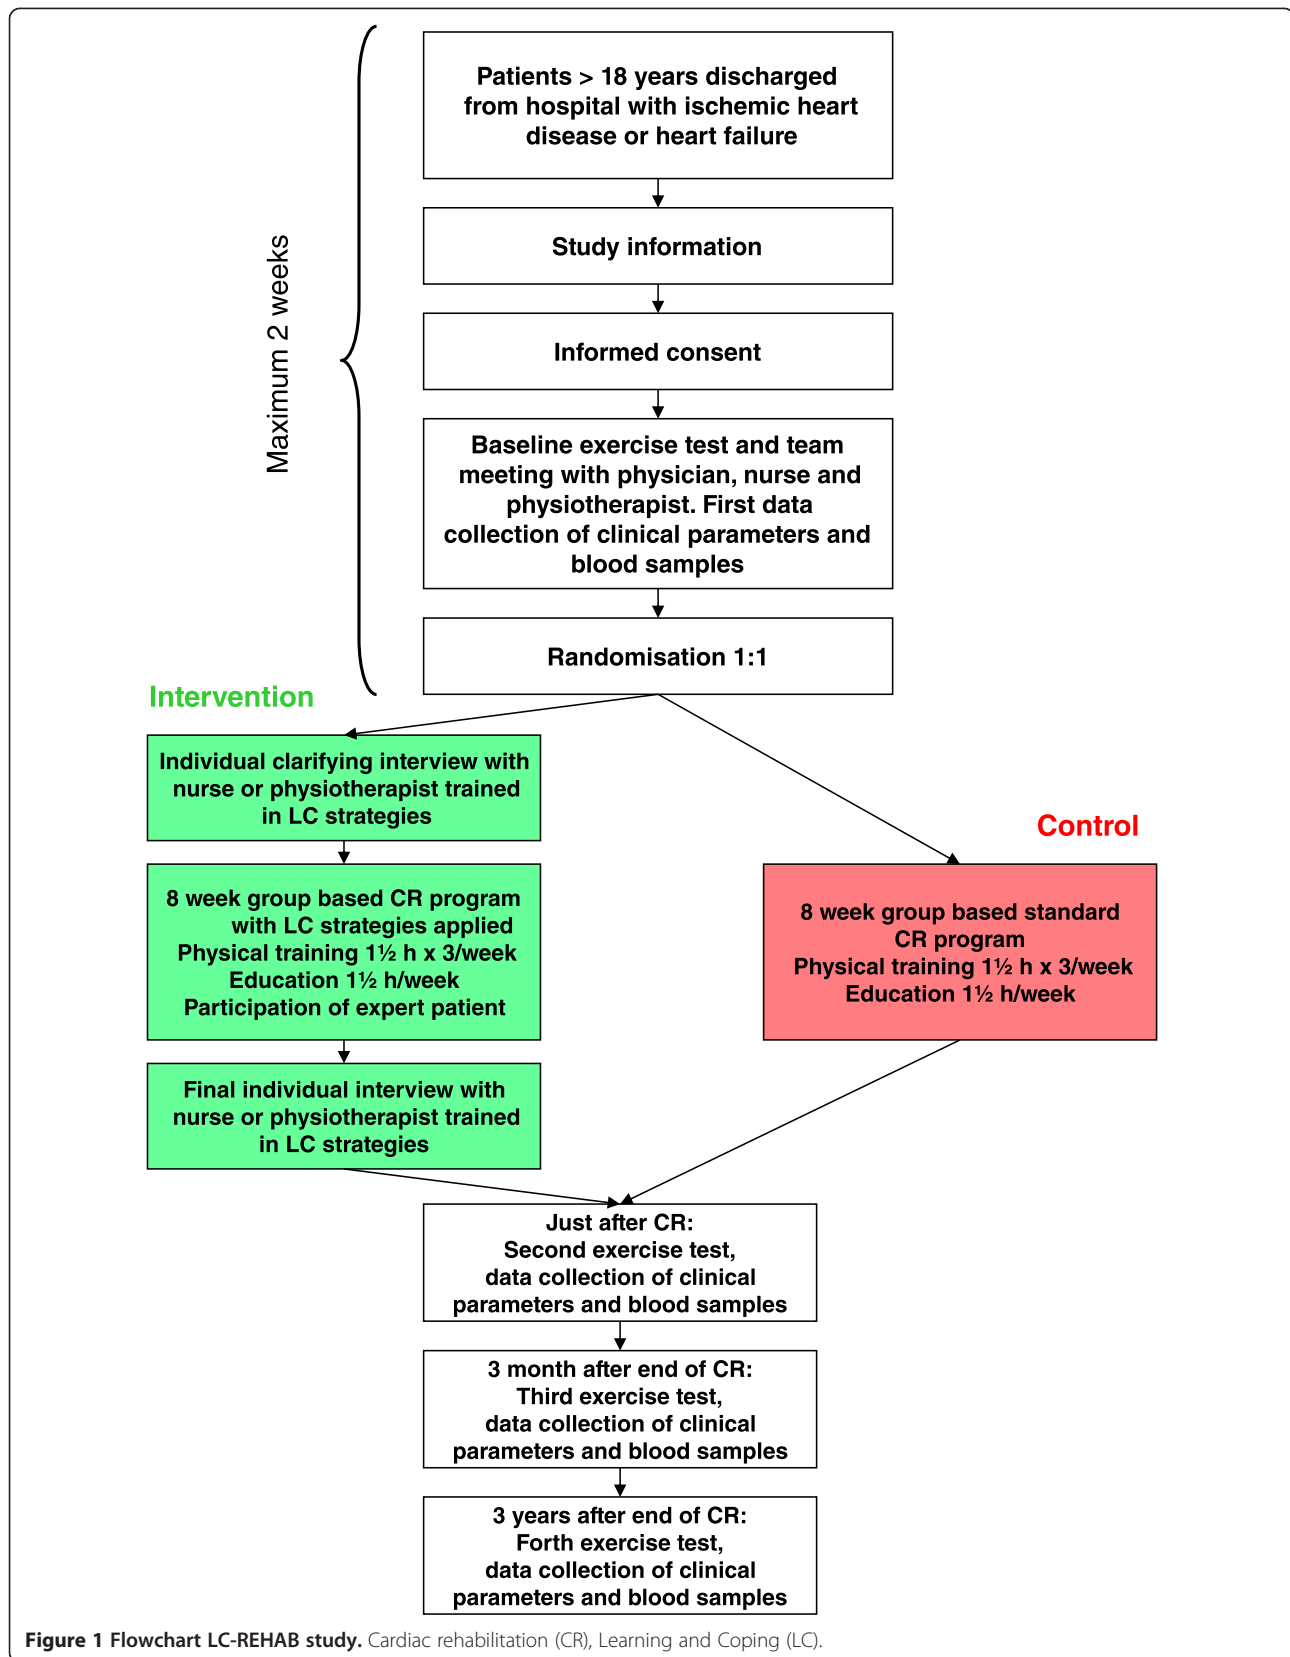 Maximum 2 weeks
Patients > 18 years discharged
from hospital with ischemic heart
disease or heart failure
Study information
Informed consent
Baseline exercise test and team
meeting with physician, nurse and
physiotherapist. First data
collection of clinical parameters and
blood samples
Randomisation 1:1
Intervention
Individual clarifying interview with
nurse or physiotherapist trained
in LC strategies
8 week group based CR program
with LC strategies applied
Physical training 1½ h x 3/week
Education 1½ h/week
Participation of expert patient
Final individual interview with
nurse or physiotherapist trained
in LC strategies
Control
8 week group based standard
CR program
Physical training 1½ h x 3/week
Education 1½ h/week
Just after CR:
Second exercise test,
data collection of clinical
parameters and blood samples
3 month after end of CR:
Third exercise test,
data collection of clinical
parameters and blood samples
3 years after end of CR:
Forth exercise test,
data collection of clinical
parameters and blood samples
Figure 1 Flowchart LC-REHAB study. Cardiac rehabilitation (CR), Learning and Coping (LC).